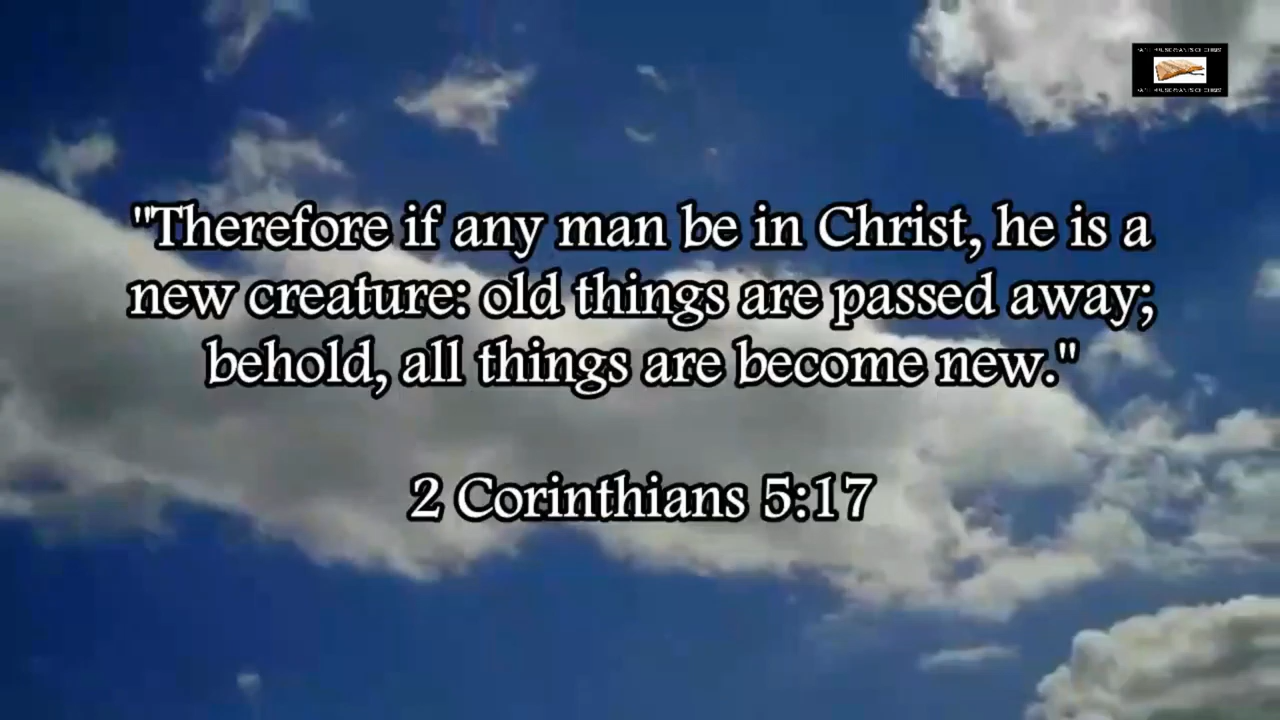 "Therefore if any man be in Christ, he is a
new creature: old things are passed away;
behold, all things are become new."
2 Corinthians 5:17